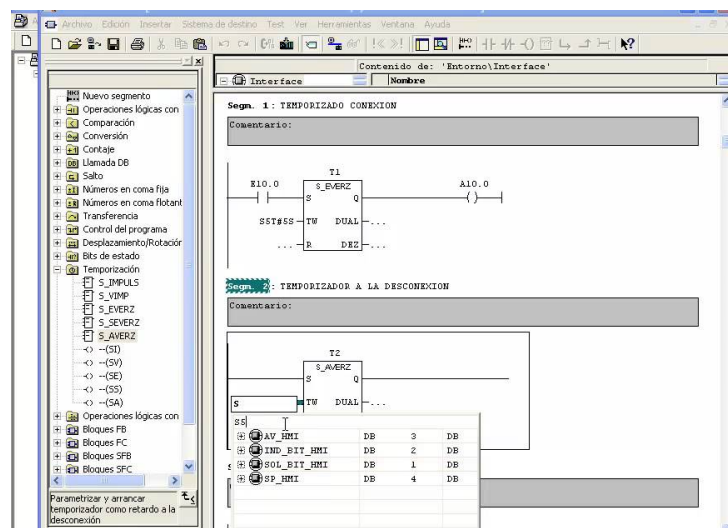 Archivo Edición Insertar Sistema de destino Test Ver Herramientas Ventana Ayuda
Contenido de: 'Entorno\Interface'
Interface
Nombre
Nuevo segmento
Operaciones lógicas con
Comparación
Conversión
Contaje
Llamada DB
Salto
Números en coma fija
Números en coma flotant
Transferencia
Control del programa
Desplazamiento/Rotación
Bits de estado
Temporización
S_IMPULS
S_VIMP
S_EVERZ
S_SEVERZ
S_AVERZ
--(SI)
--(SV)
--(SE)
--(SS)
--(SA)
Operaciones lógicas con
Bloques FB
Bloques FC
Bloques SFB
Bloques SFC
Parametrizar y arrancar
temporizador como retardo a la
desconexión
Segm. 1: TEMPORIZADO CONEXION
Comentario:
T1
E10.0 S_EVERZ A10.0
S Q
S5T#5S TW DUAL ...
... R DEZ ...
Segm. 2: TEMPORIZADOR A LA DESCONEXION
Comentario:
T2
S_AVERZ
S Q
S TW DUAL ...
S5
AV_HMI DB 3 DB
IND_BIT_HMI DB 2 DB
SOL_BIT_HMI DB 1 DB
SP_HMI DB 4 DB